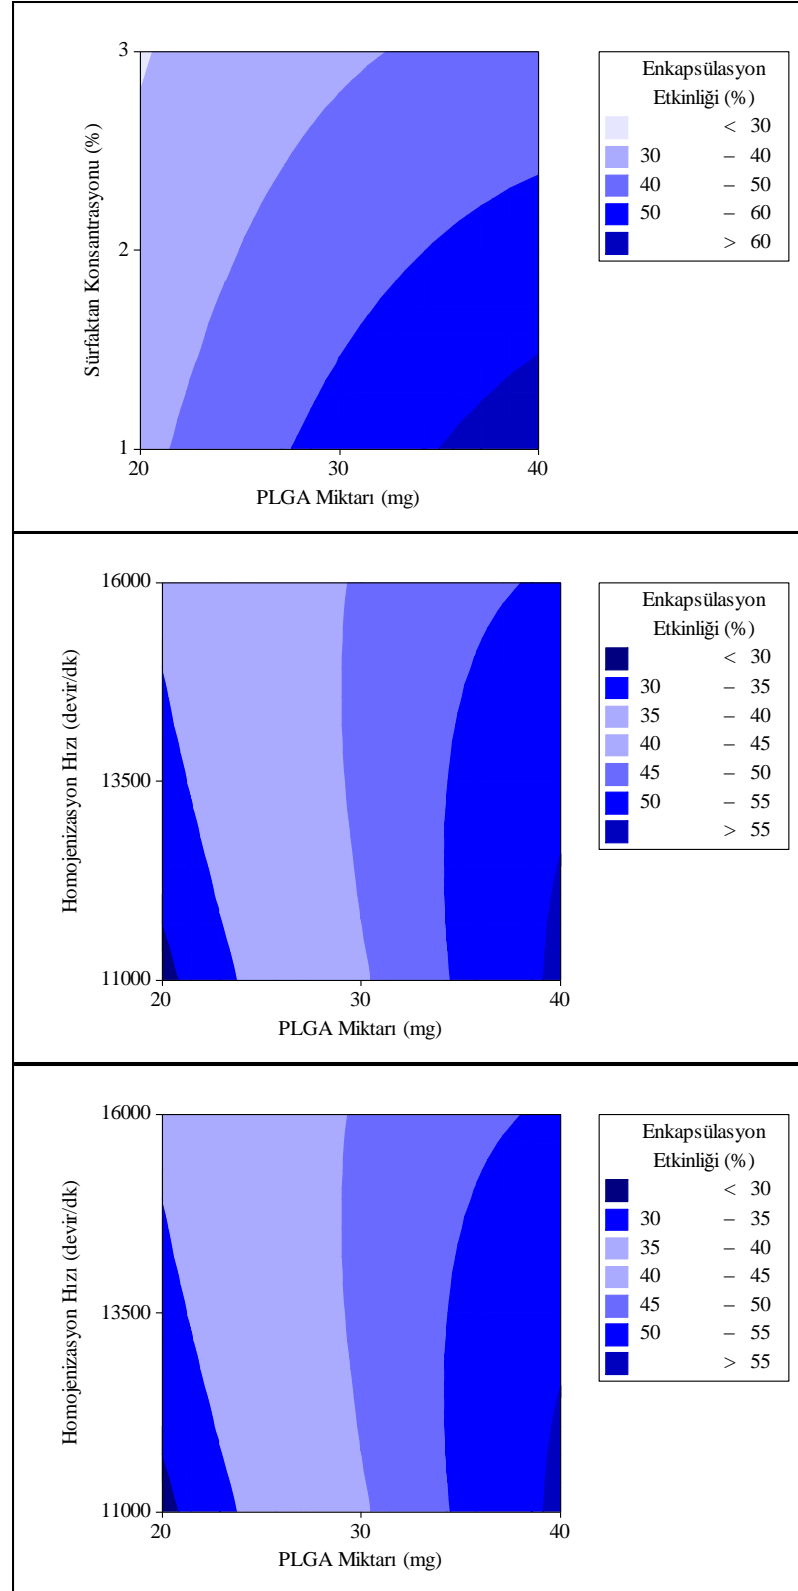 Enkapsülasyon
Etkinliği (%)
< 30
30 – 40
40 – 50
50 – 60
> 60
Sürfaktan Konsantrasyonu (%)
3
2
1
20 30 40
PLGA Miktarı (mg)
Enkapsülasyon
Etkinliği (%)
< 30
30 – 35
35 – 40
40 – 45
45 – 50
50 – 55
> 55
Homojenizasyon Hızı (devir/dk)
16000
13500
11000
20 30 40
PLGA Miktarı (mg)
Enkapsülasyon
Etkinliği (%)
< 30
30 – 35
35 – 40
40 – 45
45 – 50
50 – 55
> 55
Homojenizasyon Hızı (devir/dk)
16000
13500
11000
20 30 40
PLGA Miktarı (mg)